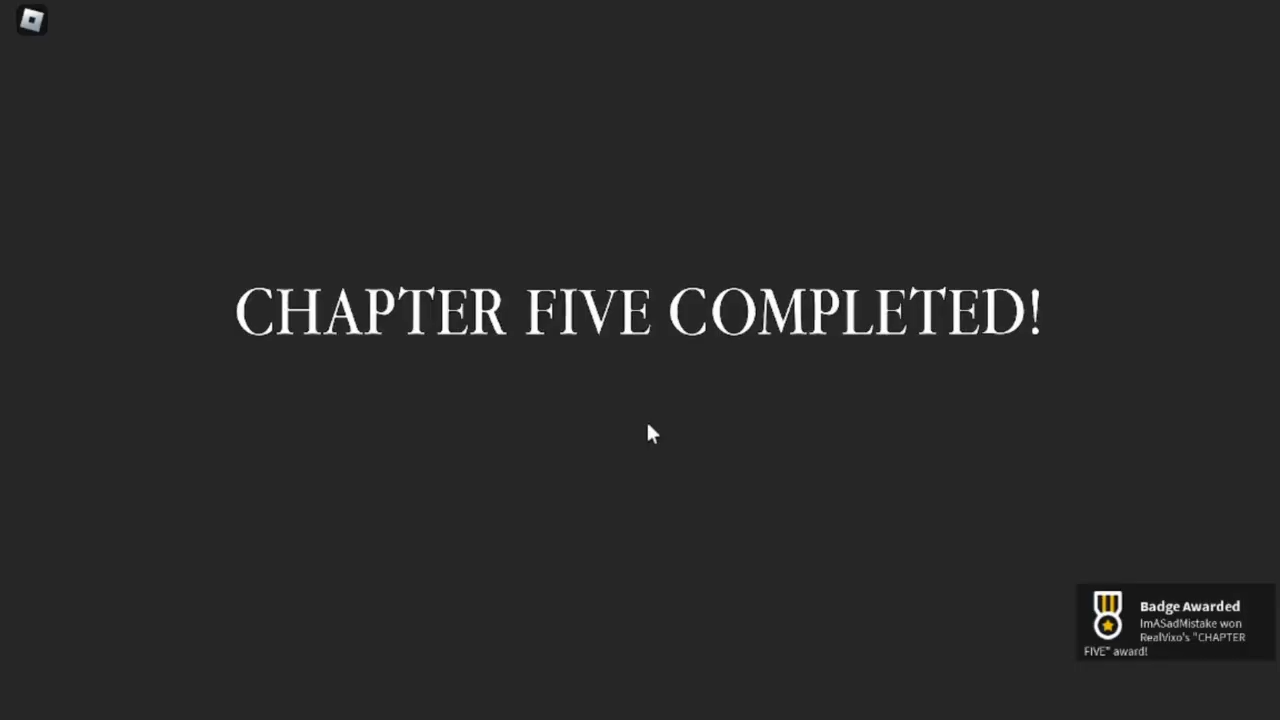 CHAPTER FIVE COMPLETED!
Badge Awarded
ImASadMistake won
RealVixo's "CHAPTER
FIVE" award!